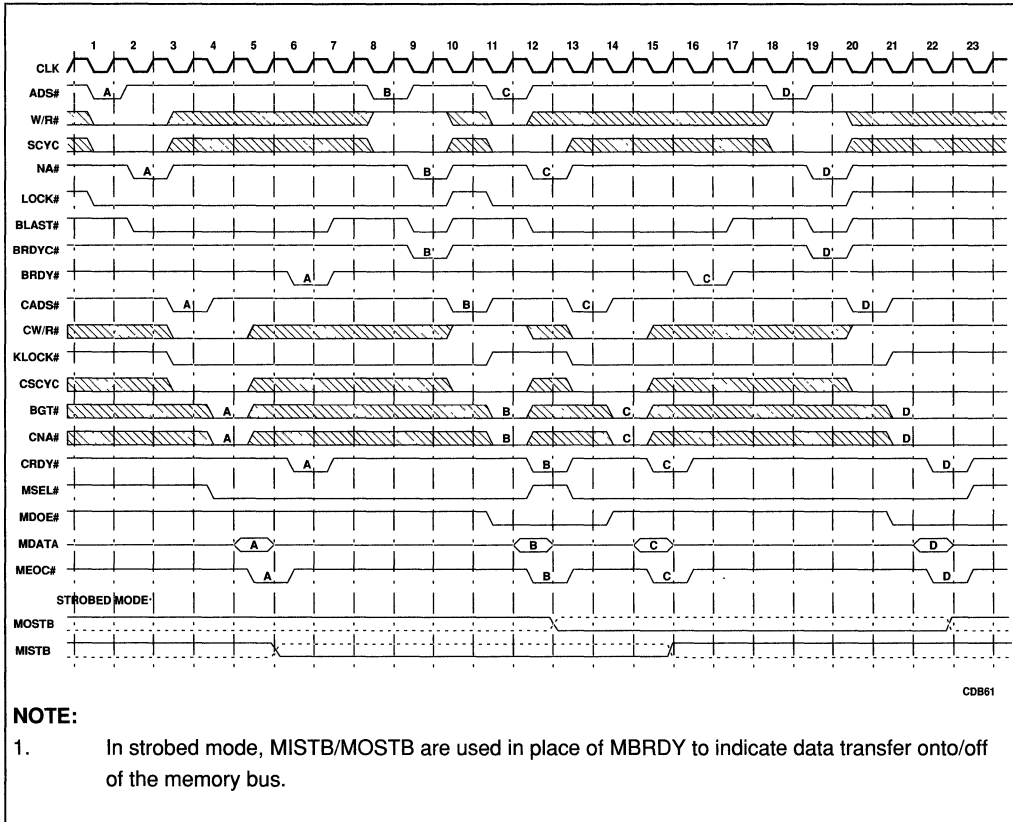 1 2 3 4 5 6 7 8 9 10 11 12 13 14 15 16 17 18 19 20 21 22 23
CLK
ADS# A B C D
W/R#
SCYC
NA# A B C D
LOCK#
BLAST#
BRDYC# B D
BRDY# A C
CADS# A B C D
CW/R#
KLOCK#
CSCYC
BGT# A B C D
CNA# A B C D
CRDY# A B C D
MSEL#
MDOE#
MDATA A B C D
MEOC# A B C D
STROBED MODE
MOSTB
MISTB
CDB61
NOTE:
1. In strobed mode, MISTB/MOSTB are used in place of MBRDY to indicate data transfer onto/off
of the memory bus.